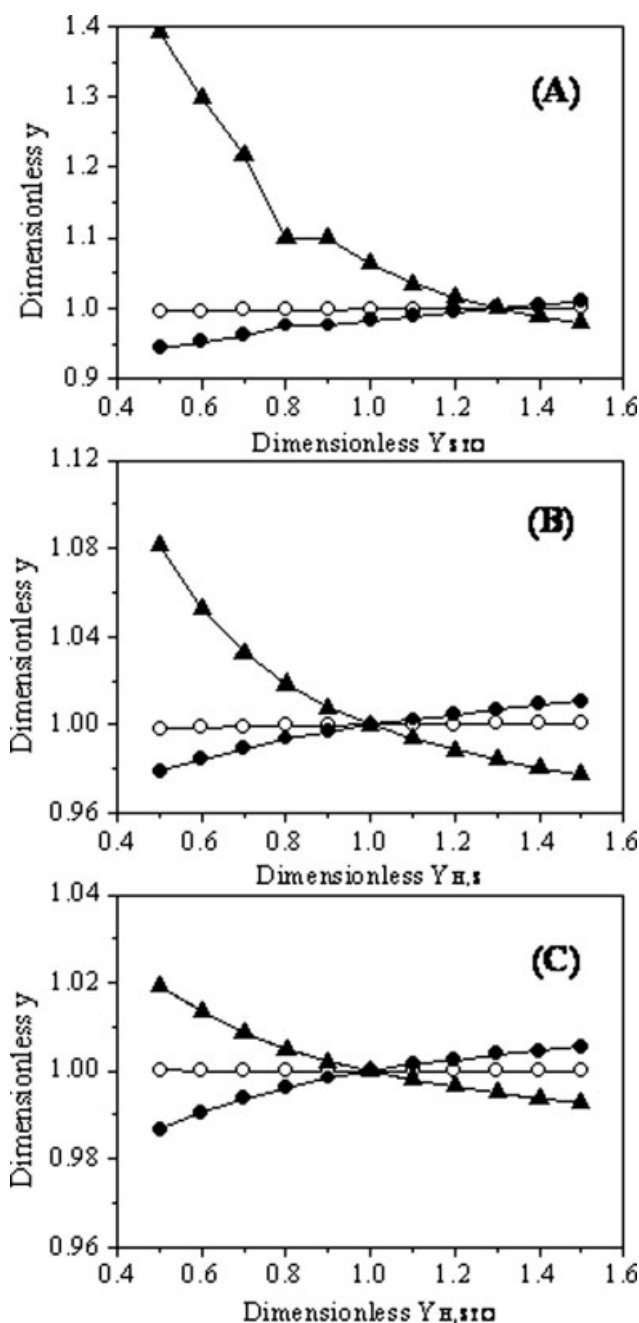 1.4
(A)
1.3
1.2
1.1
1.0
0.9
Dimensionless y
0.4 0.6 0.8 1.0 1.2 1.4 1.6
Dimensionless Y STO
1.12
(B)
1.08
1.04
1.00
0.96
Dimensionless y
0.4 0.6 0.8 1.0 1.2 1.4 1.6
Dimensionless Y H,S
1.04
(C)
1.02
1.00
0.98
0.96
Dimensionless y
0.4 0.6 0.8 1.0 1.2 1.4 1.6
Dimensionless Y H,STO